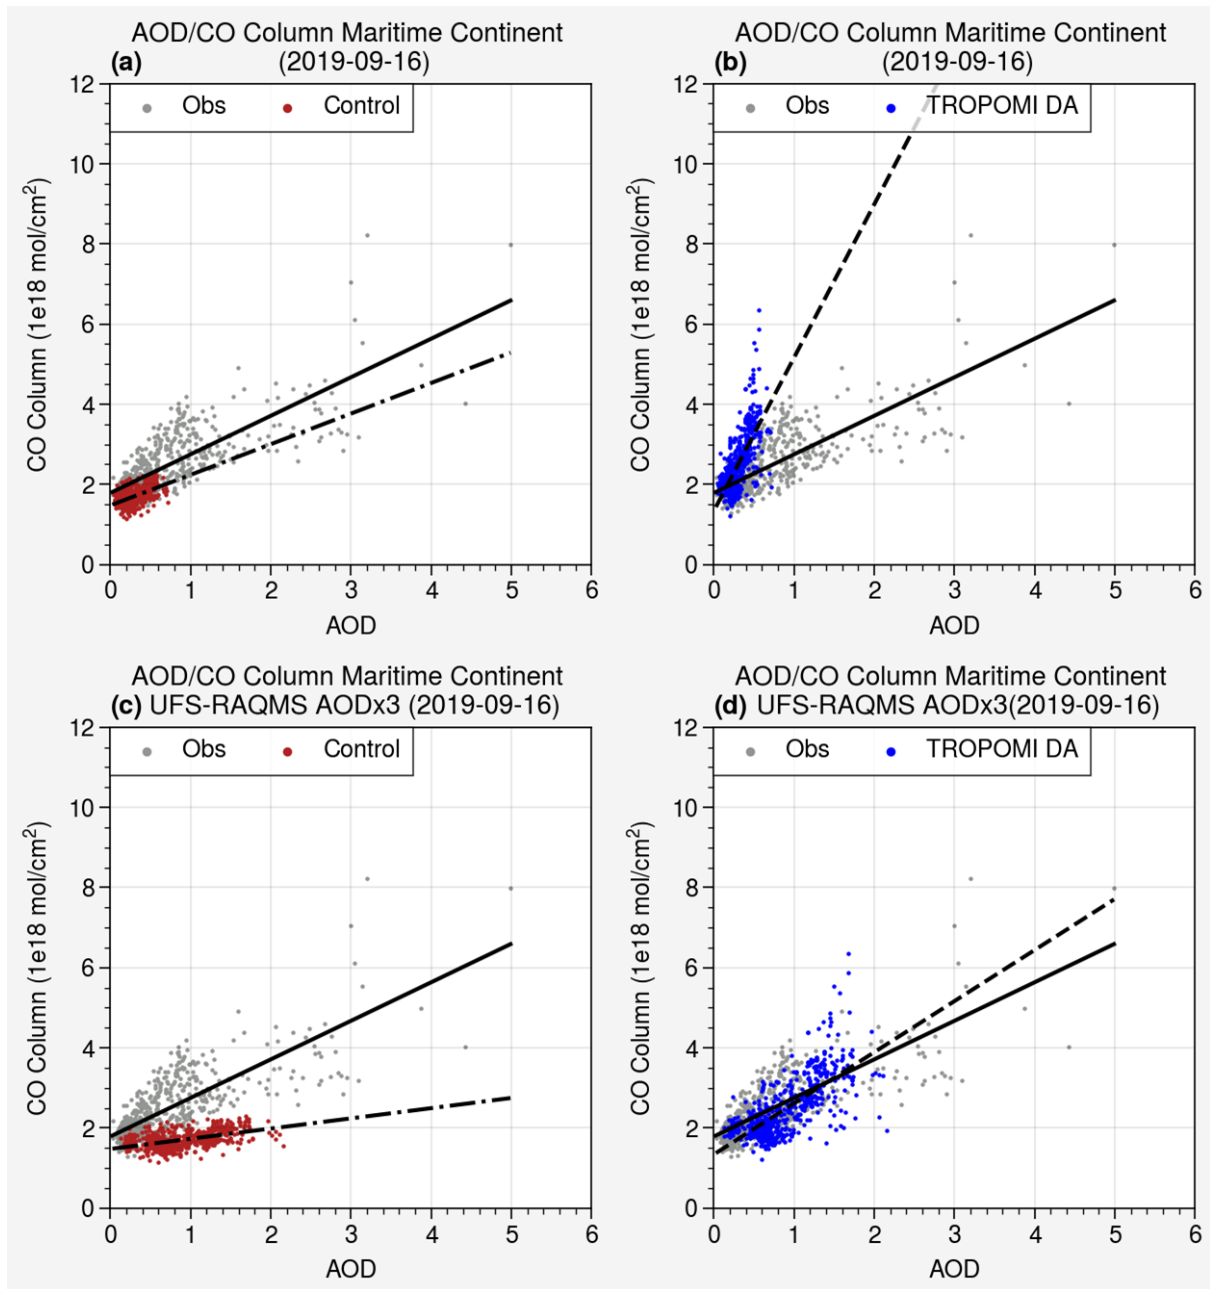 AOD/CO Column Maritime Continent
(a) (2019-09-16)
Obs Control
12
10
8
6
4
2
0
CO Column (1e18 mol/cm²)
0 1 2 3 4 5 6
AOD
AOD/CO Column Maritime Continent
(b) (2019-09-16)
Obs TROPOMI DA
12
10
8
6
4
2
0
CO Column (1e18 mol/cm²)
0 1 2 3 4 5 6
AOD
AOD/CO Column Maritime Continent
(c) UFS-RAQMS AODx3 (2019-09-16)
Obs Control
12
10
8
6
4
2
0
CO Column (1e18 mol/cm²)
0 1 2 3 4 5 6
AOD
AOD/CO Column Maritime Continent
(d) UFS-RAQMS AODx3(2019-09-16)
Obs TROPOMI DA
12
10
8
6
4
2
0
CO Column (1e18 mol/cm²)
0 1 2 3 4 5 6
AOD